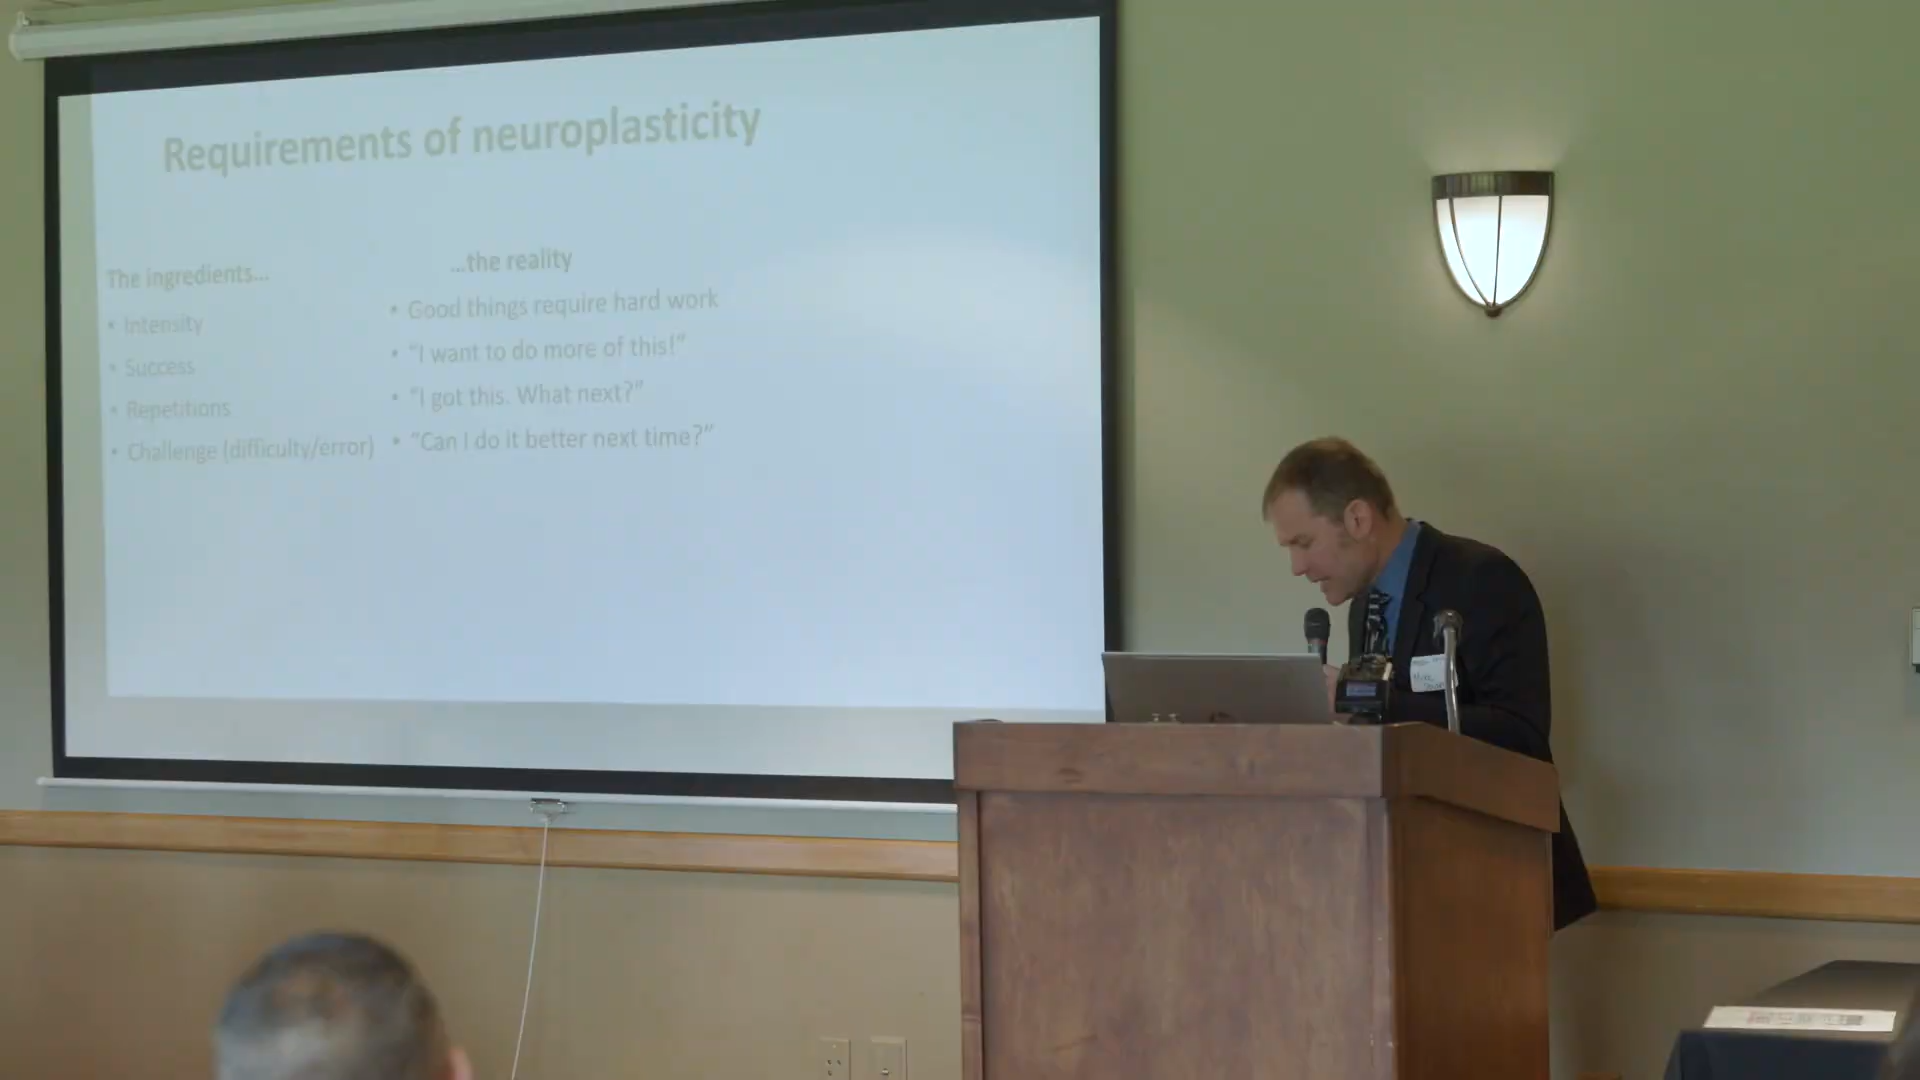 Requirements of neuroplasticity
The ingredients...
• Intensity
• Success
• Repetitions
• Challenge (difficulty/error)
...the reality
• Good things require hard work
• “I want to do more of this!”
• “I got this. What next?”
• “Can I do it better next time?”